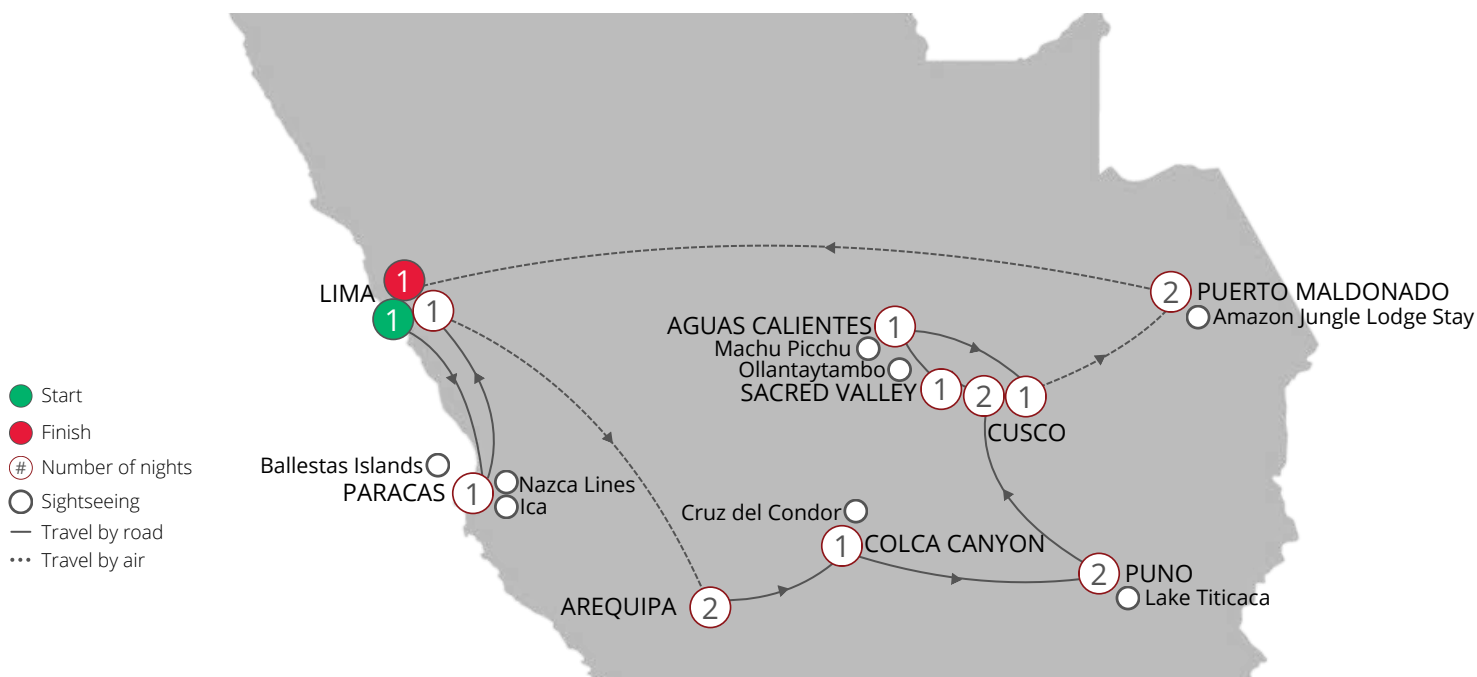 1
LIMA
1
1
2
PUERTO MALDONADO
Amazon Jungle Lodge Stay
AGUAS CALIENTES
1
Machu Picchu
Ollantaytambo
SACRED VALLEY
1
2
1
CUSCO
Start
Finish
# Number of nights
Sightseeing
Travel by road
Travel by air
Ballestas Islands
PARACAS
1
Nazca Lines
Ica
Cruz del Condor
1
COLCA CANYON
AREQUIPA
2
2
PUNO
Lake Titicaca